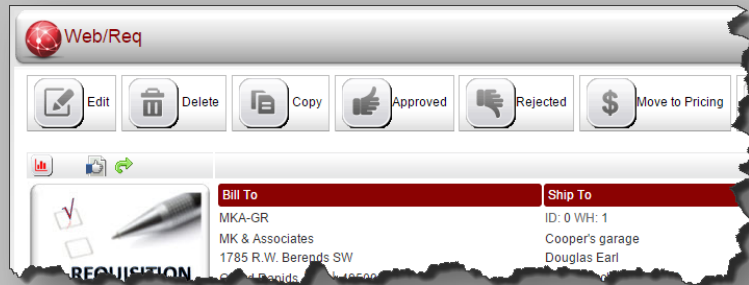 Web/Req
Edit Delete Copy Approved Rejected Move to Pricing
Bill To Ship To
MKA-GR ID: 0 WH: 1
MK & Associates Cooper's garage
1785 R.W. Berends SW Douglas Earl
REQUISITION Rapids